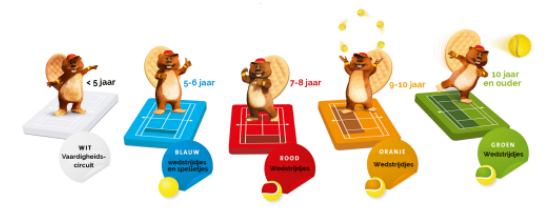 < 5 jaar
5-6 jaar
7-8 jaar
9-10 jaar
10 jaar
en ouder
WIT
Vaardigheids-
circuit
BLAUW
wedstrijdjes
en spelletjes
ROOD
Wedstrijdjes
ORANJE
Wedstrijdjes
GROEN
Wedstrijdjes